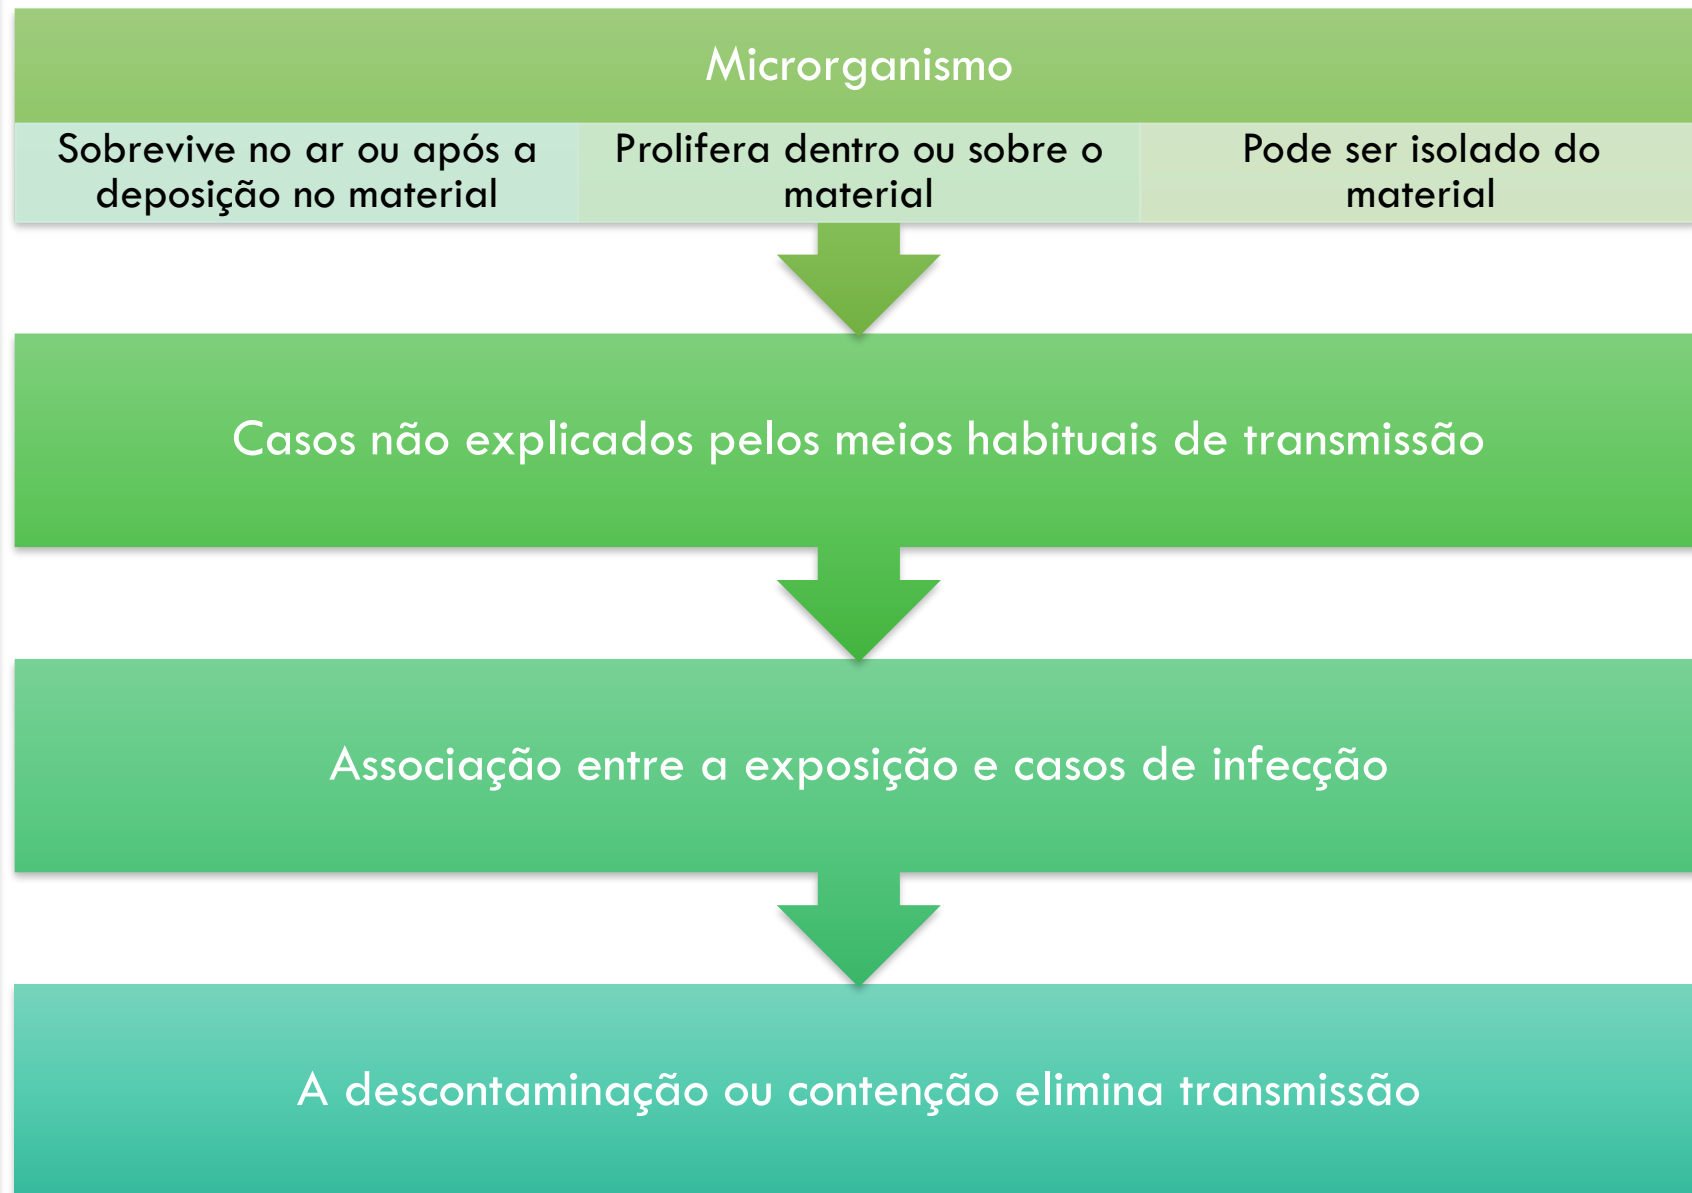 Microrganismo
Sobrevive no ar ou após a
deposição no material
Prolifera dentro ou sobre o
material
Pode ser isolado do
material
Casos não explicados pelos meios habituais de transmissão
Associação entre a exposição e casos de infecção
A descontaminação ou contenção elimina transmissão